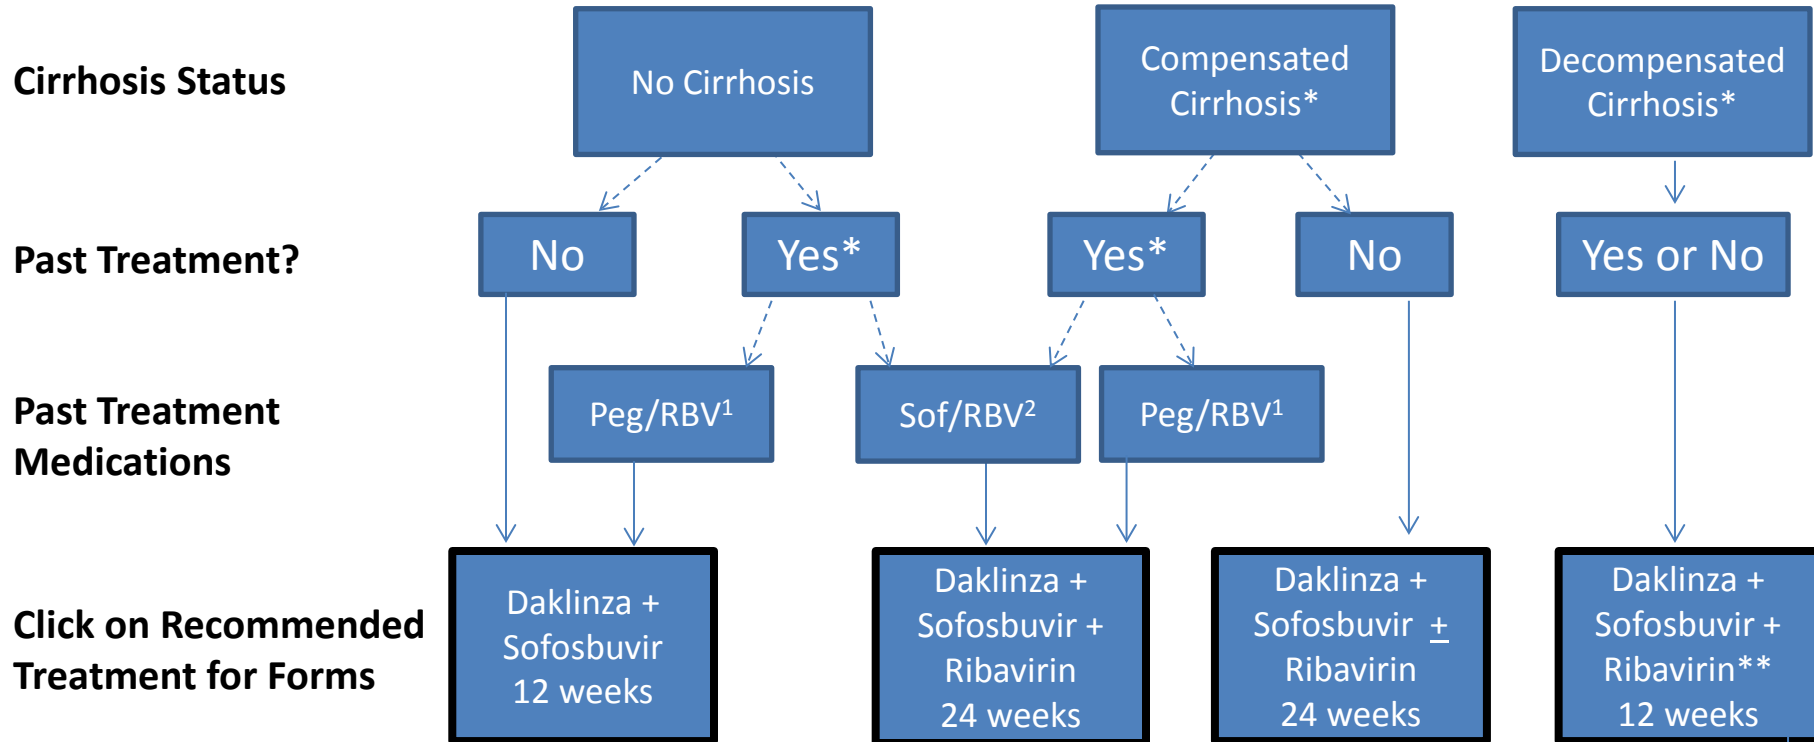 Cirrhosis Status
No Cirrhosis
Compensated
Cirrhosis*
Decompensated
Cirrhosis*
Past Treatment?
No
Yes*
Yes*
No
Yes or No
Past Treatment
Medications
Peg/RBV¹
Sof/RBV²
Peg/RBV¹
Click on Recommended
Treatment for Forms
Daklinza +
Sofosbuvir
12 weeks
Daklinza +
Sofosbuvir +
Ribavirin
24 weeks
Daklinza +
Sofosbuvir ±
Ribavirin
24 weeks
Daklinza +
Sofosbuvir +
Ribavirin**
12 weeks